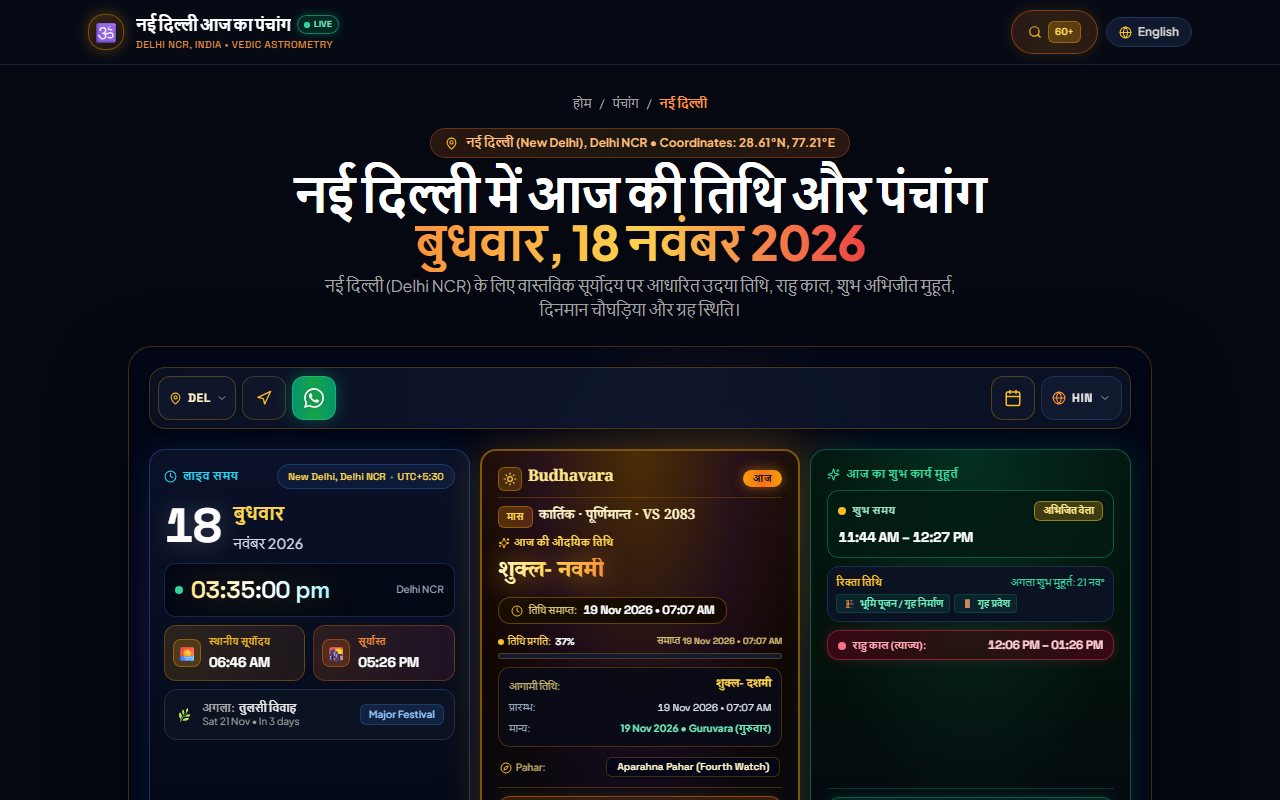 ॐ
नई दिल्ली आज का पंचांग
LIVE
DELHI NCR, INDIA • VEDIC ASTROMETRY
60+
English
होम / पंचांग / नई दिल्ली
नई दिल्ली (New Delhi), Delhi NCR ● Coordinates: 28.61°N, 77.21°E
नई दिल्ली में आज की तिथि और पंचांग
बुधवार, 18 नवंबर 2026
नई दिल्ली (Delhi NCR) के लिए वास्तविक सूर्योदय पर आधारित उदया तिथि, राहु काल, शुभ अभिजीत मुहूर्त,
दिनमान चौघड़िया और ग्रह स्थिति।
DEL
HIN
लाइव समय
New Delhi, Delhi NCR · UTC+5:30
18
बुधवार
नवंबर 2026
03:35:00 pm
Delhi NCR
स्थानीय सूर्योदय
06:46 AM
सूर्यास्त
05:26 PM
अगला: तुलसी विवाह
Sat 21 Nov • In 3 days
Major Festival
Budhavara
आज
मास
कार्तिक · पूर्णिमान्त · VS 2083
आज की औदयिक तिथि
शुक्ल- नवमी
तिथि समाप्त: 19 Nov 2026 • 07:07 AM
तिथि प्रगति: 37%
समाप्त 19 Nov 2026 • 07:07 AM
आगामी तिथि:
शुक्ल- दशमी
प्रारम्भ:
19 Nov 2026 • 07:07 AM
मान्य:
19 Nov 2026 ● Guruvara (गुरुवार)
Pahar:
Aparahna Pahar (Fourth Watch)
आज का शुभ कार्य मुहूर्त
शुभ समय
अभिजित वेला
11:44 AM – 12:27 PM
रिक्ता तिथि
अगला शुभ मुहूर्त: 21 नव॰
भूमि पूजन / गृह निर्माण
गृह प्रवेश
राहु काल (त्याज्य):
12:06 PM – 01:26 PM